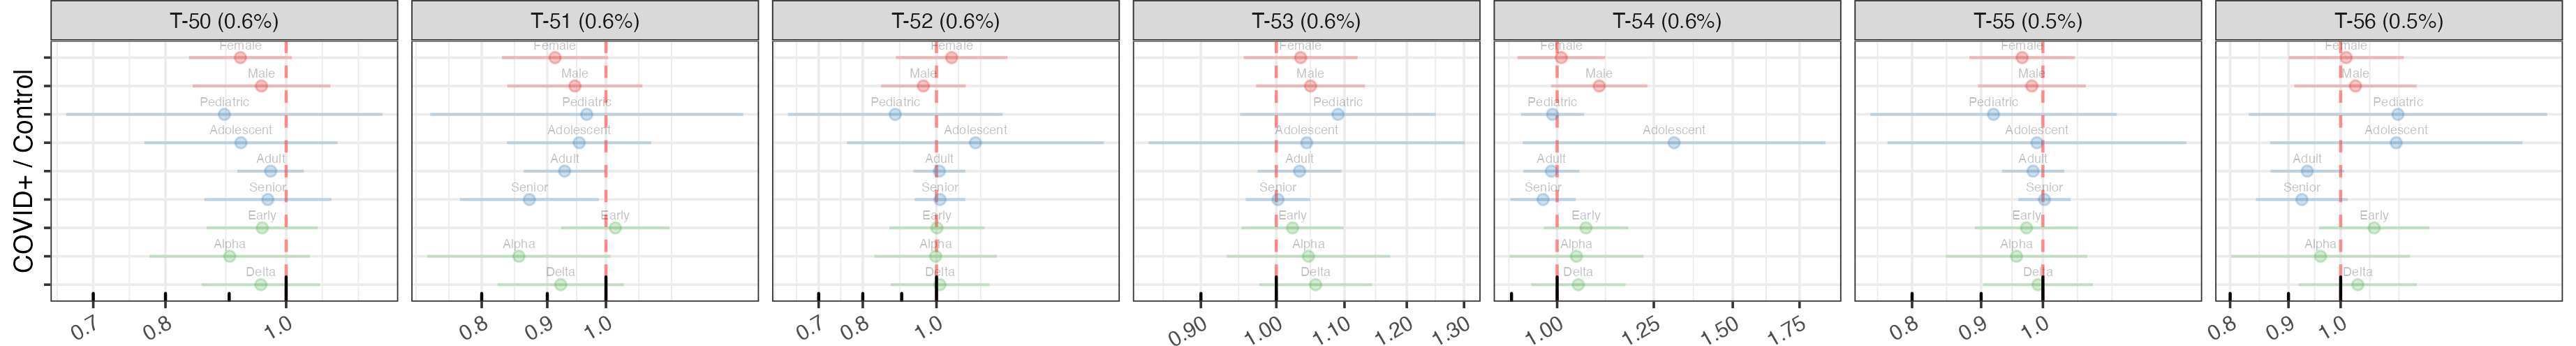 T-50 (0.6%)
T-51 (0.6%)
T-52 (0.6%)
T-53 (0.6%)
T-54 (0.6%)
T-55 (0.5%)
T-56 (0.5%)
COVID+ / Control
Female
Male
Pediatric
Adolescent
Adult
Senior
Early
Alpha
Delta
0.7
0.8
1.0
Female
Male
Pediatric
Adolescent
Adult
Senior
Early
Alpha
Delta
0.8
0.9
1.0
Female
Male
Pediatric
Adolescent
Adult
Senior
Early
Alpha
Delta
0.7
0.8
1.0
Female
Male
Pediatric
Adolescent
Adult
Senior
Early
Alpha
Delta
0.90
1.00
1.10
1.20
1.30
Female
Male
Pediatric
Adolescent
Adult
Senior
Early
Alpha
Delta
1.00
1.25
1.50
1.75
Female
Male
Pediatric
Adolescent
Adult
Senior
Early
Alpha
Delta
0.8
0.9
1.0
Female
Male
Pediatric
Adolescent
Adult
Senior
Early
Alpha
Delta
0.8
0.9
1.0